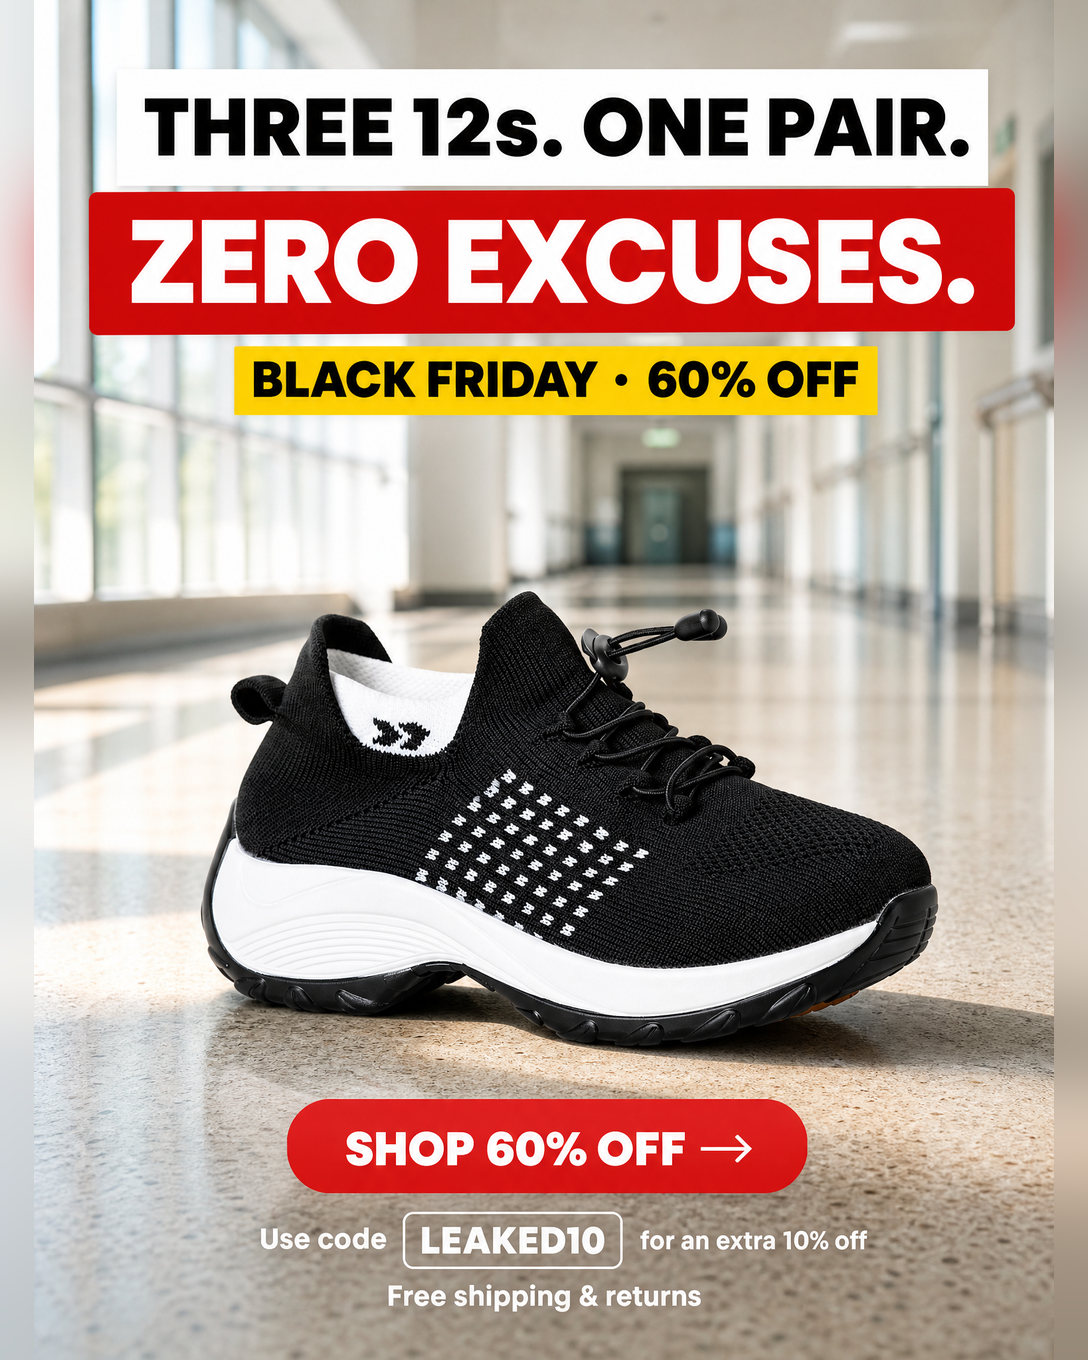 THREE 12s. ONE PAIR.
ZERO EXCUSES.
BLACK FRIDAY • 60% OFF
SHOP 60% OFF →
Use code LEAKED10 for an extra 10% off
Free shipping & returns